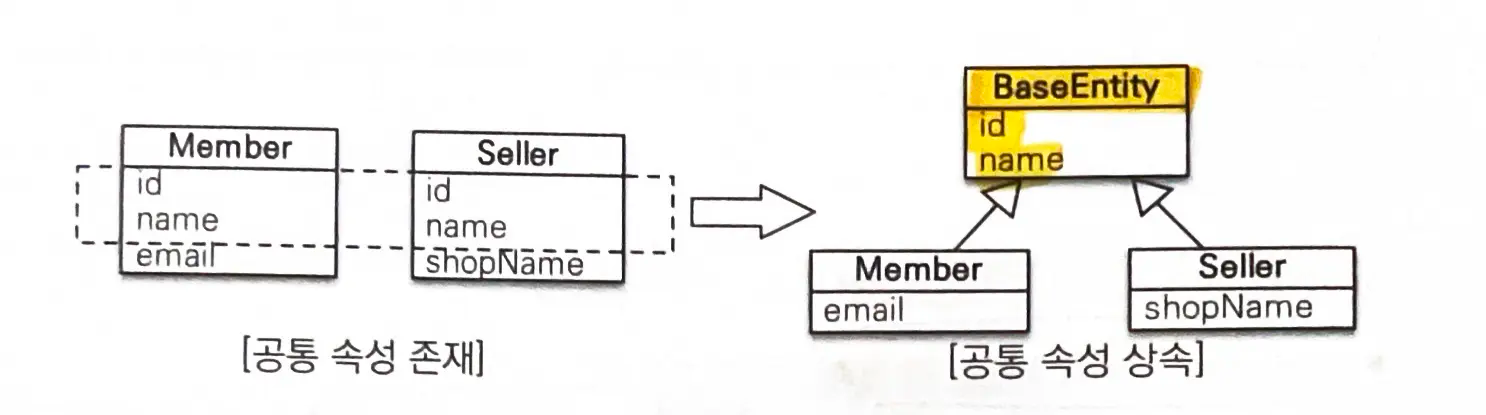 Member
id
name
email
Seller
id
name
shopName
[공통 속성 존재]
BaseEntity
id
name
Member
email
Seller
shopName
[공통 속성 상속]